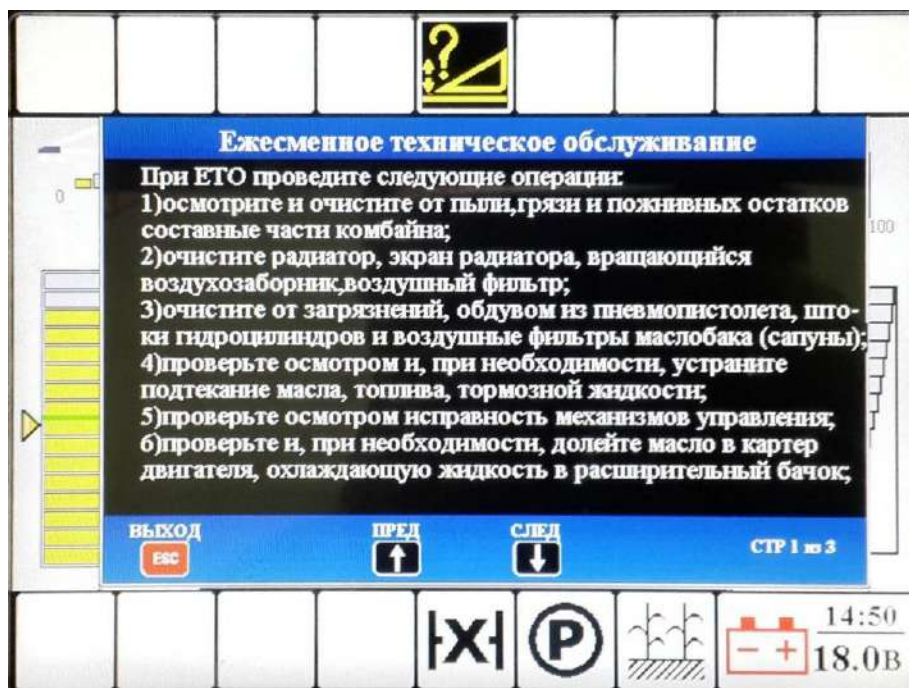 ?
Ежесменное техническое обслуживание
При ЕТО проведите следующие операции:
1)осмотрите и очистите от пыли,грязи и пожнивных остатков
составные части комбайна;
2)очистите радиатор, экран радиатора, вращающийся
воздухозаборник,воздушный фильтр;
3)очистите от загрязнений, обдувом из пневмопистолета, што-
ки гидроцилиндров и воздушные фильтры маслобака (сапуны);
4)проверьте осмотром и, при необходимости, устраните
подтекание масла, топлива, тормозной жидкости;
5)проверьте осмотром исправность механизмов управления;
6)проверьте и, при необходимости, долейте масло в картер
двигателя, охлаждающую жидкость в расширительный бачок;
0
100
ВЫХОД ПРЕД СЛЕД
ESC СТР 1 из 3
X P 14:50
- + 18.0В